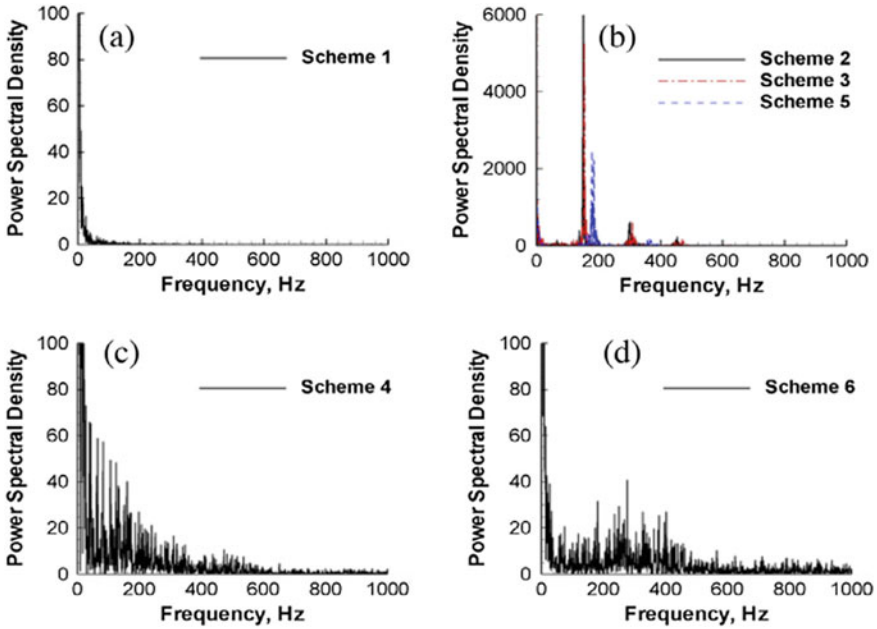 (a)
Scheme 1
Power Spectral Density
100
80
60
40
20
0
0 200 400 600 800 1000
Frequency, Hz
(b)
Scheme 2
Scheme 3
Scheme 5
Power Spectral Density
6000
4000
2000
0
0 200 400 600 800 1000
Frequency, Hz
(c)
Scheme 4
Power Spectral Density
100
80
60
40
20
0
0 200 400 600 800 1000
Frequency, Hz
(d)
Scheme 6
Power Spectral Density
100
80
60
40
20
0
0 200 400 600 800 1000
Frequency, Hz